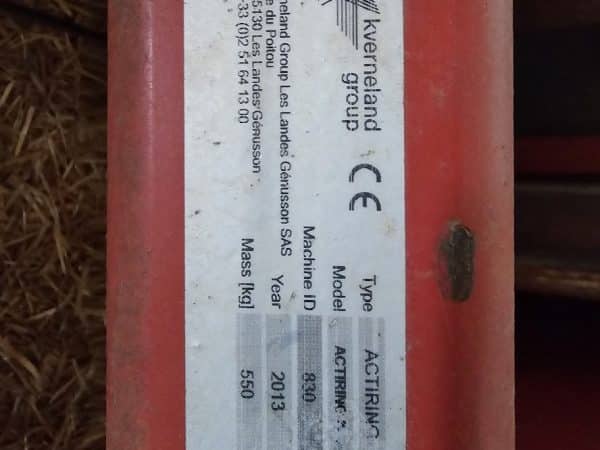 kverneland
group
CE
neland Group Les Landes Génusson SAS
e du Poitou
5130 Les Landes Génusson
33 (0)2 51 64 13 00
Type ACTIRING
Model ACTIRING
Machine ID 830
Year 2013
Mass [kg] 550